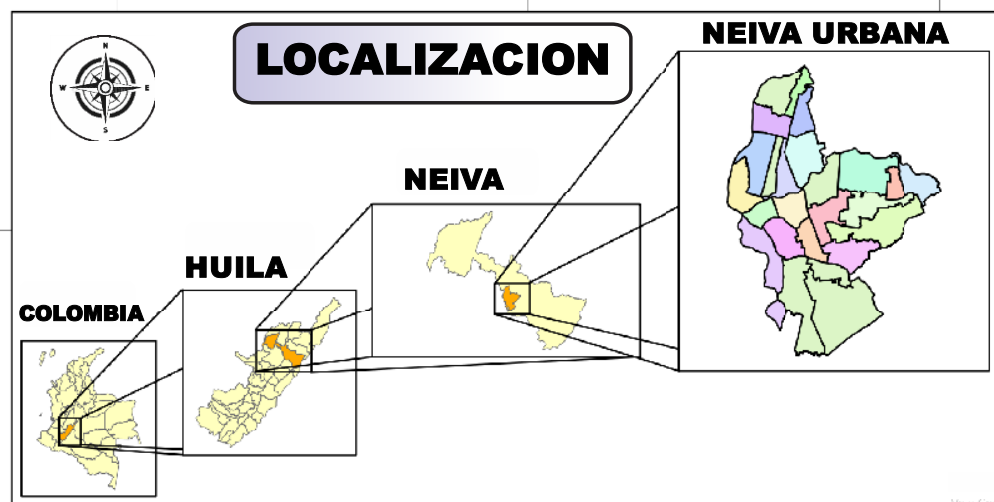 LOCALIZACION
NEIVA URBANA
N
W E
S
NEIVA
HUILA
COLOMBIA